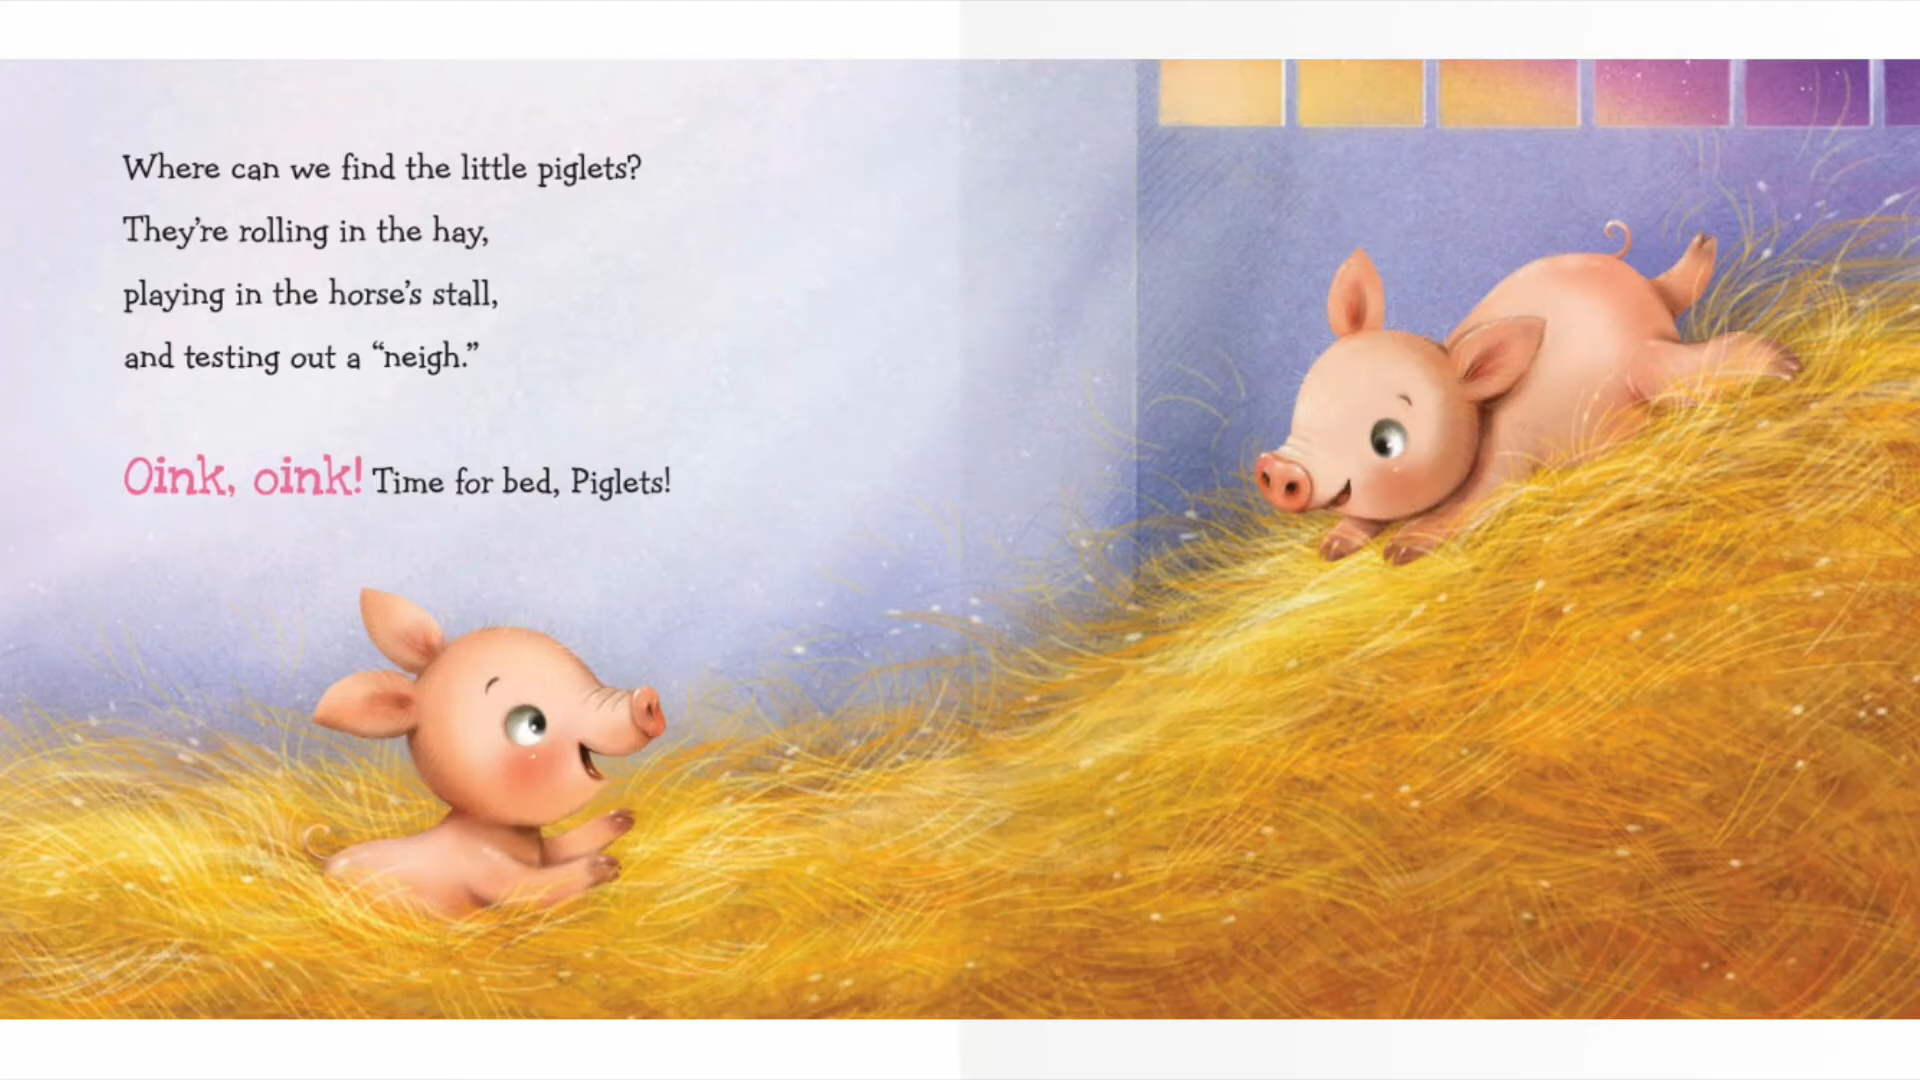 Where can we find the little piglets?
They’re rolling in the hay,
playing in the horse’s stall,
and testing out a “neigh.”
Oink, oink! Time for bed, Piglets!